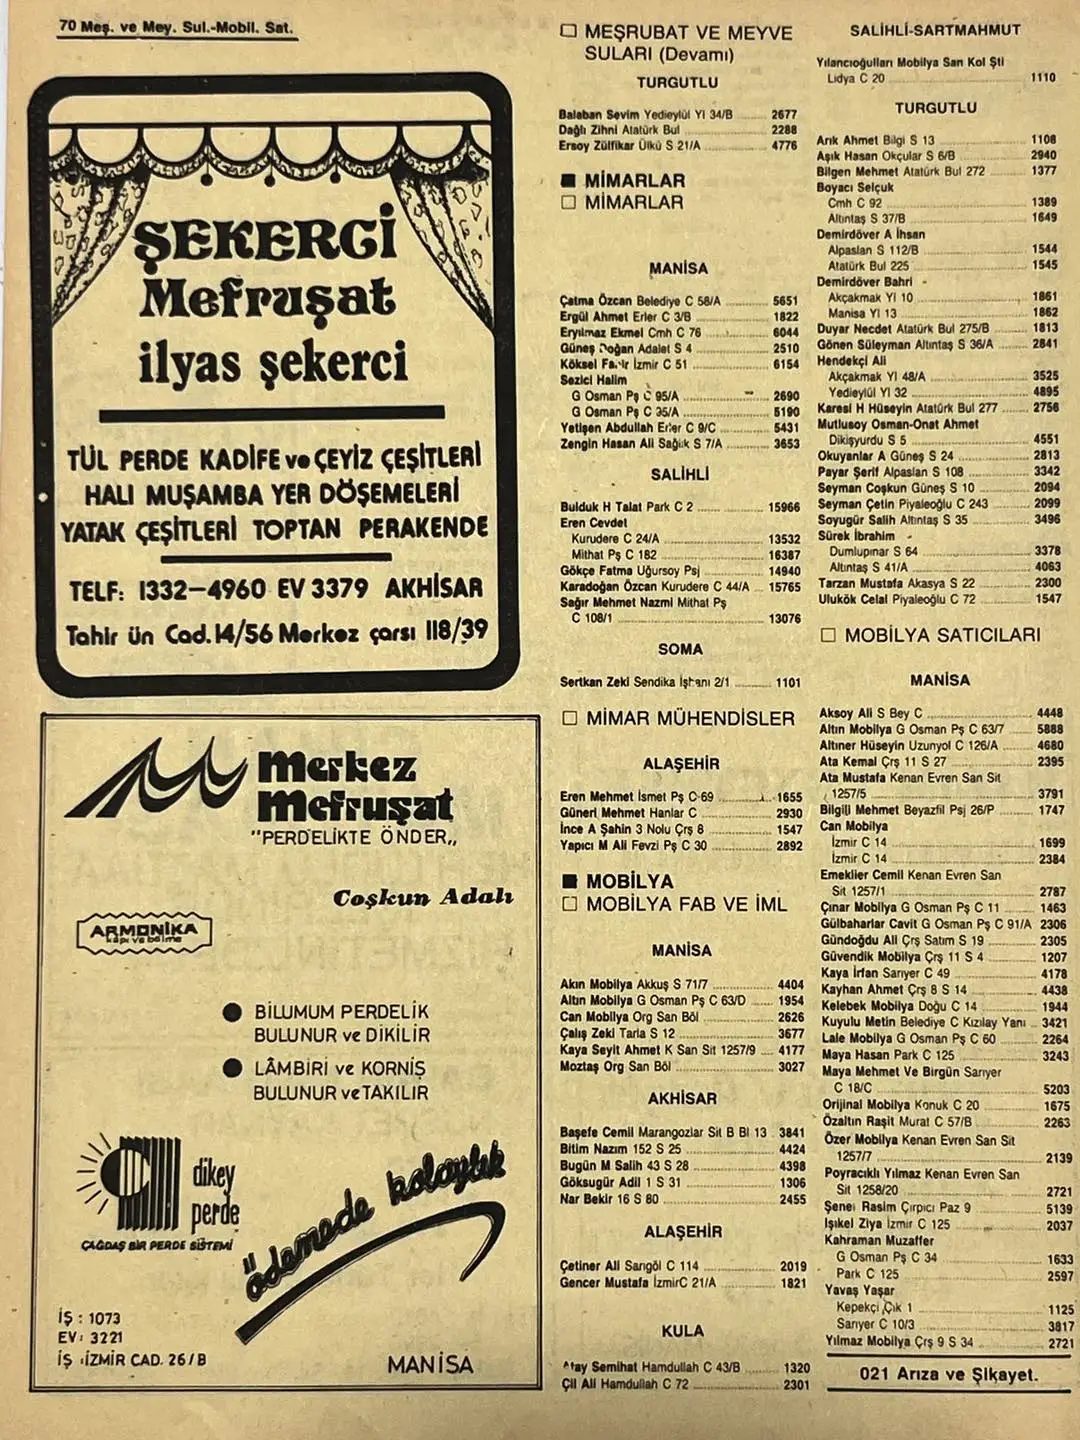 70 Meş. ve Mey. Sul.-Mobil. Sat.
ŞEKERCİ
Mefruşat
ilyas şekerci
TÜL PERDE KADİFE ve ÇEYİZ ÇEŞİTLERİ
HALI MUŞAMBA YER DÖŞEMELERİ
YATAK ÇEŞİTLERİ TOPTAN PERAKENDE
TELF: 1332-4960 EV 3379 AKHİSAR
Tahir ün Cad. 14/56 Merkez çarsı 118/39
Merkez
Mefruşat
"PERDELİKTE ÖNDER„
Coşkun Adalı
ARMONİKA
kapı ve bölme
BİLUMUM PERDELİK
BULUNUR ve DİKİLİR
LÂMBİRİ ve KORNİŞ
BULUNUR ve TAKILIR
dikey
perde
ÇAĞDAŞ BİR PERDE SİSTEMİ
ödemede kolaylık
İŞ : 1073
EV: 3221
İŞ : İZMİR CAD. 26/B
MANİSA
MEŞRUBAT VE MEYVE
SULARI (Devamı)
TURGUTLU
Balaban Sevim Yedieylül Yl 34/B 2677
Dağlı Zihni Atatürk Bul 2288
Ersoy Zülfikar Ülkü S 21/A 4776
MİMARLAR
MİMARLAR
MANİSA
Çatma Özcan Belediye C 58/A 5651
Ergül Ahmet Erler C 3/B 1822
Eryılmaz Ekmel Cmh C 76 6044
Güneş Doğan Adalet S 4 2510
Köksel İzmir C 51 6154
Sezici Halim
G Osman Pş C 95/A 2690
G Osman Pş C 35/A 5190
Yetişen Abdullah Erler C 9/C 5431
Zengin Hasan Ali Sağlık S 7/A 3653
SALİHLİ
Bulduk H Talat Park C 2 15966
Eren Cevdet
Kurudere C 24/A 13532
Mithat Pş C 182 16387
Gökçe Fatma Uğursoy Psj 14940
Karadoğan Özcan Kurudere C 44/A 15765
Sağır Mehmet Nazmi Mithat Pş
C 108/1 13076
SOMA
Sertkan Zeki Sendika İşhanı 2/1 1101
MİMAR MÜHENDİSLER
ALAŞEHİR
Eren Mehmet İsmet Pş C 69 1655
Güneri Mehmet Hanlar C 2930
İnce A Şahin 3 Nolu Çrş 8 1547
Yapıcı M Ali Fevzi Pş C 30 2892
MOBİLYA
MOBİLYA FAB VE İML
MANİSA
Akın Mobilya Akkuş S 71/7 4404
Altın Mobilya G Osman Pş C 63/D 1954
Can Mobilya Org San Böl 2626
Çalış Zeki Tarla S 12 3677
Kaya Seyit Ahmet K San Sit 1257/9 4177
Moztaş Org San Böl 3027
AKHİSAR
Başefe Cemil Marangozlar Sit B Bl 13 3841
Bitim Nazım 152 S 25 4424
Bugün M Salih 43 S 28 4398
Göksugür Adil 1 S 31 1306
Nar Bekir 16 S 80 2455
ALAŞEHİR
Çetiner Ali Sarıgöl C 114 2019
Gencer Mustafa İzmirC 21/A 1821
KULA
Atay Semihat Hamdullah C 43/B 1320
Çil Ali Hamdullah C 72 2301
SALİHLİ-SARTMAHMUT
Yılancıoğulları Mobilya San Kol Şti
Lidya C 20 1110
TURGUTLU
Arık Ahmet Bilgi S 13 1108
Aşık Hasan Okçular S 6/B 2940
Bilgen Mehmet Atatürk Bul 272 1377
Boyacı Selçuk
Cmh C 92 1389
Altıntaş S 37/B 1649
Demirdöver A İhsan
Alpaslan S 112/B 1544
Atatürk Bul 225 1545
Demirdöver Bahri
Akçakmak Yl 10 1861
Manisa Yl 13 1862
Duyar Necdet Atatürk Bul 275/B 1813
Gönen Süleyman Altıntaş S 36/A 2841
Hendekçi Ali
Akçakmak Yl 48/A 3525
Yedieylül Yl 32 4895
Karesi H Hüseyin Atatürk Bul 277 2756
Mutlusoy Osman-Onat Ahmet
Dikişyurdu S 5 4551
Okuyanlar A Güneş S 24 2813
Payar Şerif Alpaslan S 108 3342
Seyman Coşkun Güneş S 10 2094
Seyman Çetin Piyaleoğlu C 243 2099
Soyugür Salih Altıntaş S 35 3496
Sürek İbrahim
Dumlupınar S 64 3378
Altıntaş S 41/A 4063
Tarzan Mustafa Akasya S 22 2300
Ulukök Celal Piyaleoğlu C 72 1547
MOBİLYA SATICILARI
MANİSA
Aksoy Ali S Bey C 4448
Altın Mobilya G Osman Pş C 63/7 5888
Altıner Hüseyin Uzunyol C 126/A 4680
Ata Kemal Çrş 11 S 27 2395
Ata Mustafa Kenan Evren San Sit
1257/5 3791
Bilgili Mehmet Beyazfil Psj 26/P 1747
Can Mobilya
İzmir C 14 1699
İzmir C 14 2384
Emeklier Cemil Kenan Evren San
Sit 1257/1 2787
Çınar Mobilya G Osman Pş C 11 1463
Gülbaharlar Cavit G Osman Pş C 91/A 2306
Gündoğdu Ali Çrş Satım S 19 2305
Güvendik Mobilya Çrş 11 S 4 1207
Kaya İrfan Sarıyer C 49 4178
Kayhan Ahmet Çrş 8 S 14 4438
Kelebek Mobilya Doğu C 14 1944
Kuyulu Metin Belediye C Kızılay Yanı 3421
Lale Mobilya G Osman Pş C 60 2264
Maya Hasan Park C 125 3243
Maya Mehmet Ve Birgün Sarıyer
C 18/C 5203
Orijinal Mobilya Konuk C 20 1675
Özaltın Raşit Murat C 57/B 2263
Özer Mobilya Kenan Evren San Sit
1257/7 2139
Poyracıklı Yılmaz Kenan Evren San
Sit 1258/20 2721
Şenel Rasim Çırpıcı Paz 9 5139
Işıkel Ziya İzmir C 125 2037
Kahraman Muzaffer
G Osman Pş C 34 1633
Park C 125 2597
Yavaş Yaşar
Kepekçi Çık 1 1125
Sarıyer C 10/3 3817
Yılmaz Mobilya Çrş 9 S 34 2721
021 Arıza ve Şikayet.